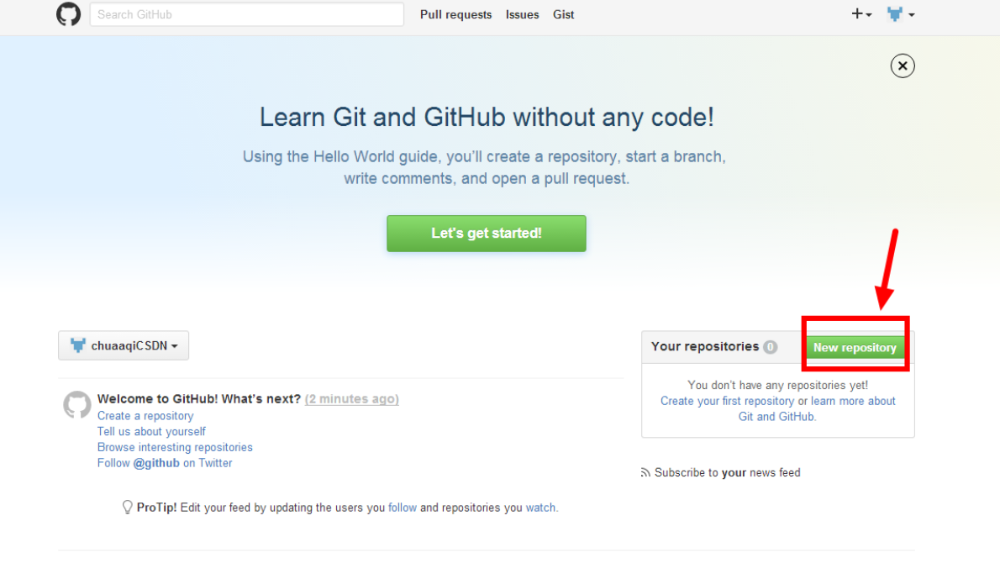 Search GitHub
Pull requests Issues Gist
Learn Git and GitHub without any code!
Using the Hello World guide, you'll create a repository, start a branch,
write comments, and open a pull request.
Let's get started!
chuaaqiCSDN
Your repositories 0
New repository
You don't have any repositories yet!
Create your first repository or learn more about
Git and GitHub.
Welcome to GitHub! What's next? (2 minutes ago)
Create a repository
Tell us about yourself
Browse interesting repositories
Follow @github on Twitter
Subscribe to your news feed
ProTip! Edit your feed by updating the users you follow and repositories you watch.